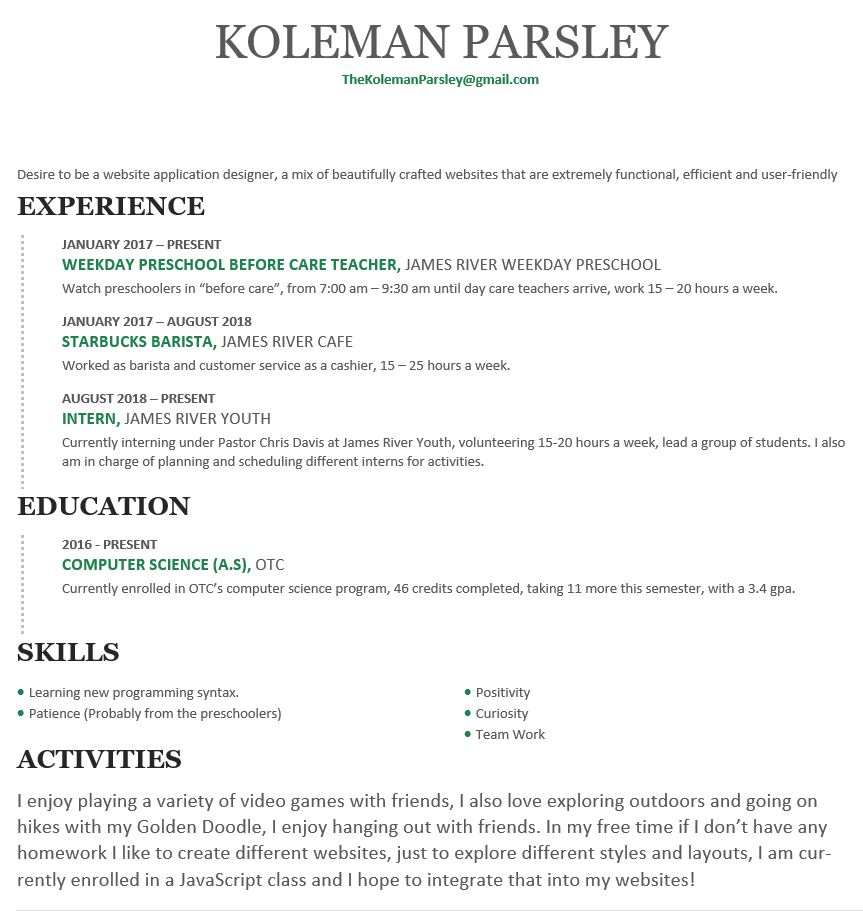 KOLEMAN PARSLEY
TheKolemanParsley@gmail.com
Desire to be a website application designer, a mix of beautifully crafted websites that are extremely functional, efficient and user-friendly
EXPERIENCE
JANUARY 2017 – PRESENT
WEEKDAY PRESCHOOL BEFORE CARE TEACHER, JAMES RIVER WEEKDAY PRESCHOOL
Watch preschoolers in “before care”, from 7:00 am – 9:30 am until day care teachers arrive, work 15 – 20 hours a week.
JANUARY 2017 – AUGUST 2018
STARBUCKS BARISTA, JAMES RIVER CAFE
Worked as barista and customer service as a cashier, 15 – 25 hours a week.
AUGUST 2018 – PRESENT
INTERN, JAMES RIVER YOUTH
Currently interning under Pastor Chris Davis at James River Youth, volunteering 15-20 hours a week, lead a group of students. I also
am in charge of planning and scheduling different interns for activities.
EDUCATION
2016 - PRESENT
COMPUTER SCIENCE (A.S), OTC
Currently enrolled in OTC’s computer science program, 46 credits completed, taking 11 more this semester, with a 3.4 gpa.
SKILLS
• Learning new programming syntax.
• Patience (Probably from the preschoolers)
• Positivity
• Curiosity
• Team Work
ACTIVITIES
I enjoy playing a variety of video games with friends, I also love exploring outdoors and going on
hikes with my Golden Doodle, I enjoy hanging out with friends. In my free time if I don’t have any
homework I like to create different websites, just to explore different styles and layouts, I am cur-
rently enrolled in a JavaScript class and I hope to integrate that into my websites!